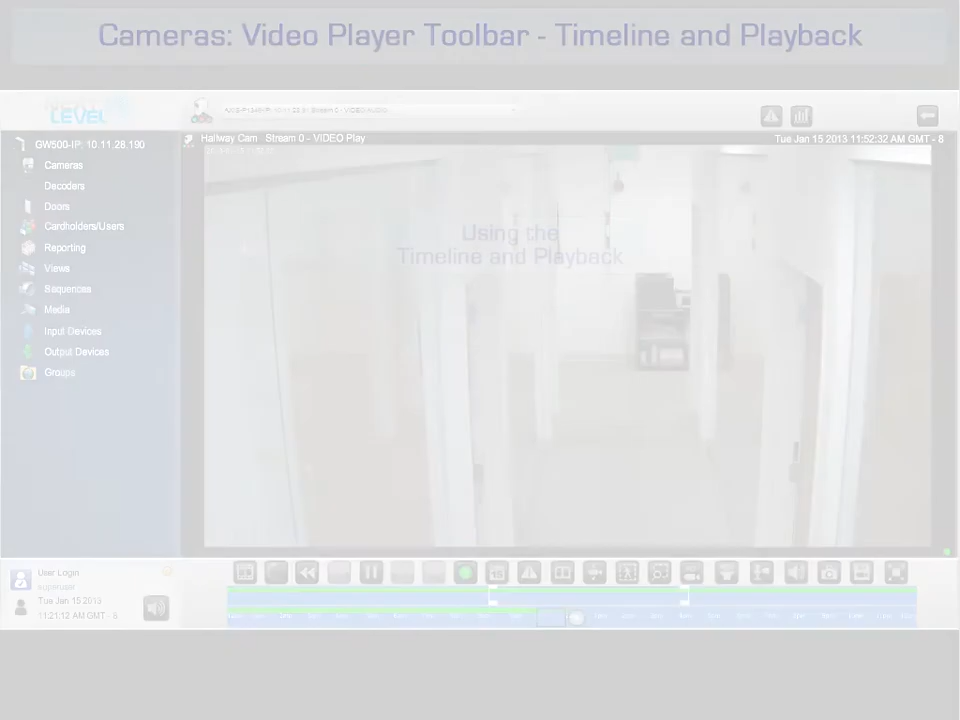 Cameras: Video Player Toolbar - Timeline and Playback
LEVEL
GW500-IP: 10.11.28.190
Hallway Cam Stream 0 - VIDEO Play
Tue Jan 15 2013 11:52:32 AM GMT - 8
Cameras
Decoders
Doors
Cardholders/Users
Reporting
Views
Sequences
Media
Input Devices
Output Devices
Groups
Using the
Timeline and Playback
User Login
superuser
Tue Jan 15 2013
11:21:12 AM GMT - 8
15